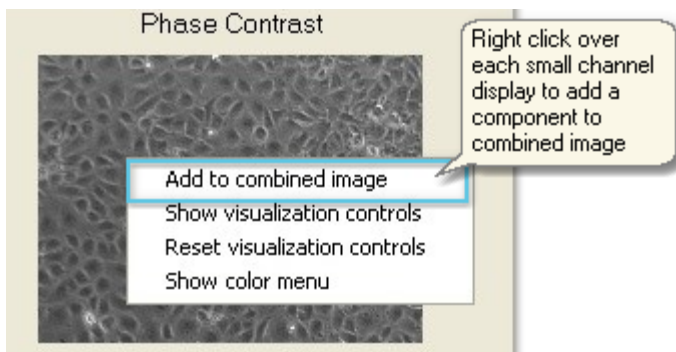 Phase Contrast
Right click over
each small channel
display to add a
component to
combined image
Add to combined image
Show visualization controls
Reset visualization controls
Show color menu